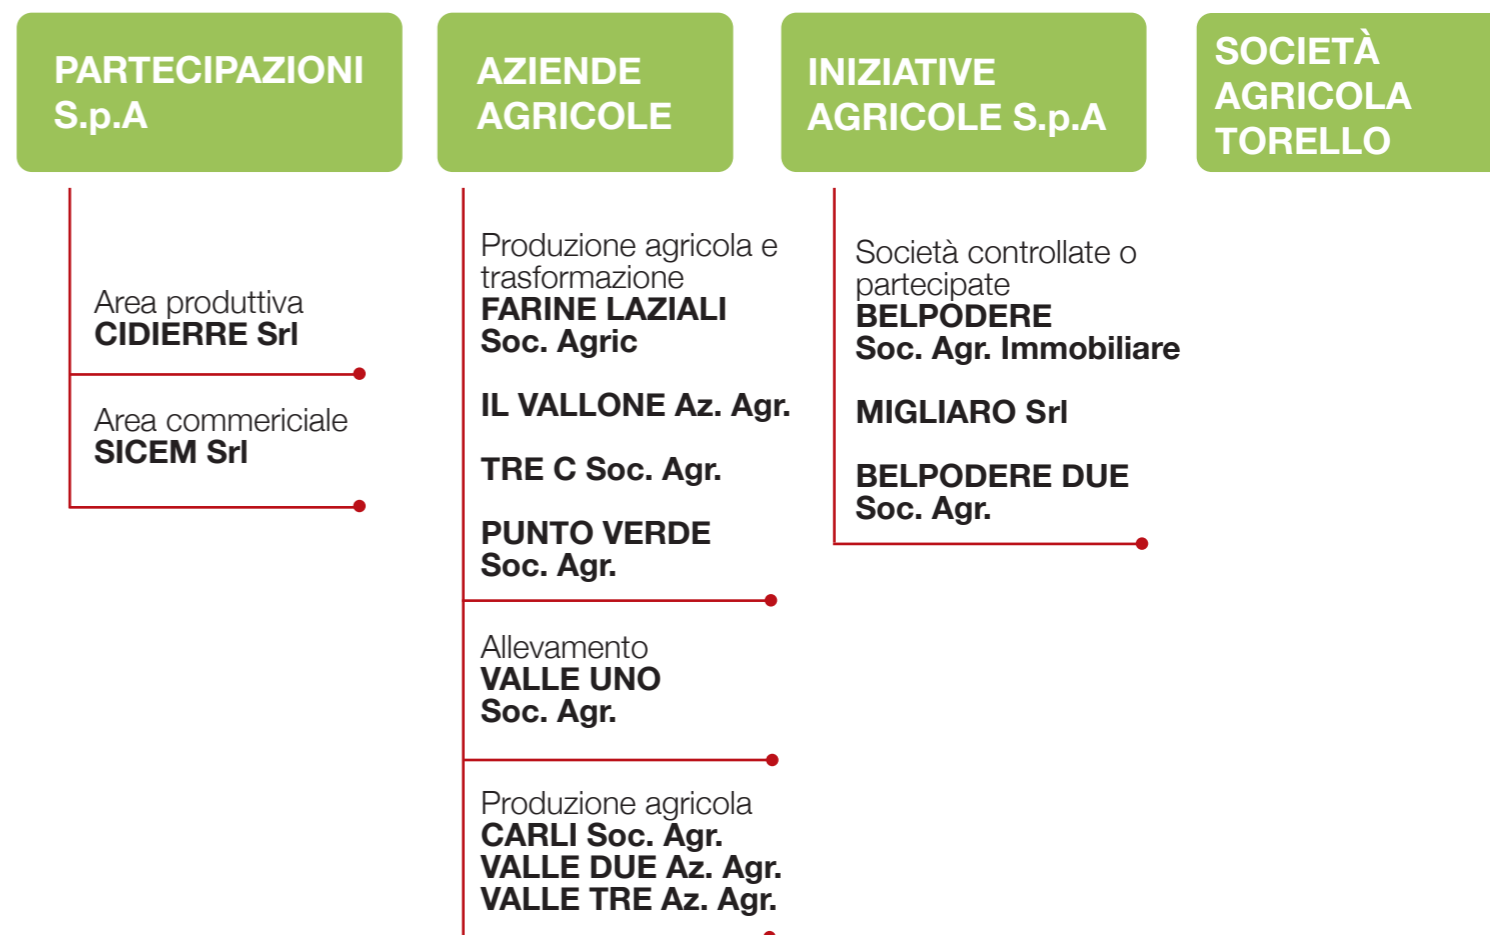 PARTECIPAZIONI
S.p.A
Area produttiva
CIDIERRE Srl
Area commericiale
SICEM Srl
AZIENDE
AGRICOLE
Produzione agricola e
trasformazione
FARINE LAZIALI
Soc. Agric
IL VALLONE Az. Agr.
TRE C Soc. Agr.
PUNTO VERDE
Soc. Agr.
Allevamento
VALLE UNO
Soc. Agr.
Produzione agricola
CARLI Soc. Agr.
VALLE DUE Az. Agr.
VALLE TRE Az. Agr.
INIZIATIVE
AGRICOLE S.p.A
Società controllate o
partecipate
BELPODERE
Soc. Agr. Immobiliare
MIGLIARO Srl
BELPODERE DUE
Soc. Agr.
SOCIETÀ
AGRICOLA
TORELLO